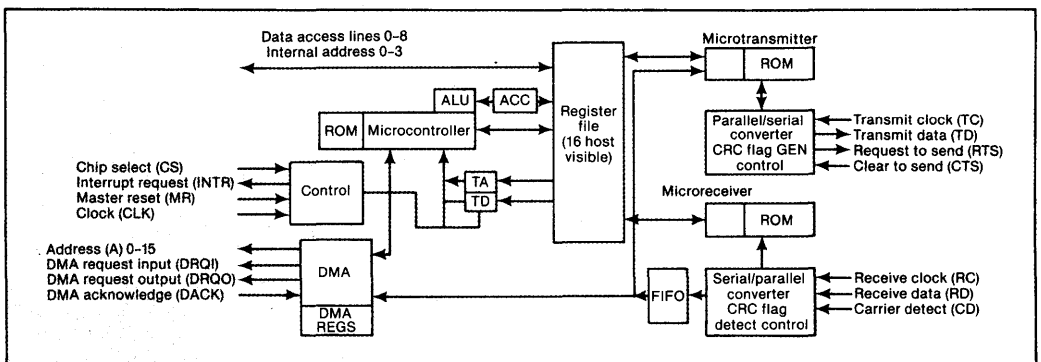 Data access lines 0–8
Internal address 0–3
ALU
ACC
ROM
Microcontroller
Register
file
(16 host
visible)
Microtransmitter
ROM
Parallel/serial
converter
CRC flag GEN
control
Transmit clock (TC)
Transmit data (TD)
Request to send (RTS)
Clear to send (CTS)
Chip select (CS)
Interrupt request (INTR)
Master reset (MR)
Clock (CLK)
Control
TA
TD
Microreceiver
ROM
Address (A) 0–15
DMA request input (DRQI)
DMA request output (DRQO)
DMA acknowledge (DACK)
DMA
DMA
REGS
FIFO
Serial/parallel
converter
CRC flag
detect control
Receive clock (RC)
Receive data (RD)
Carrier detect (CD)